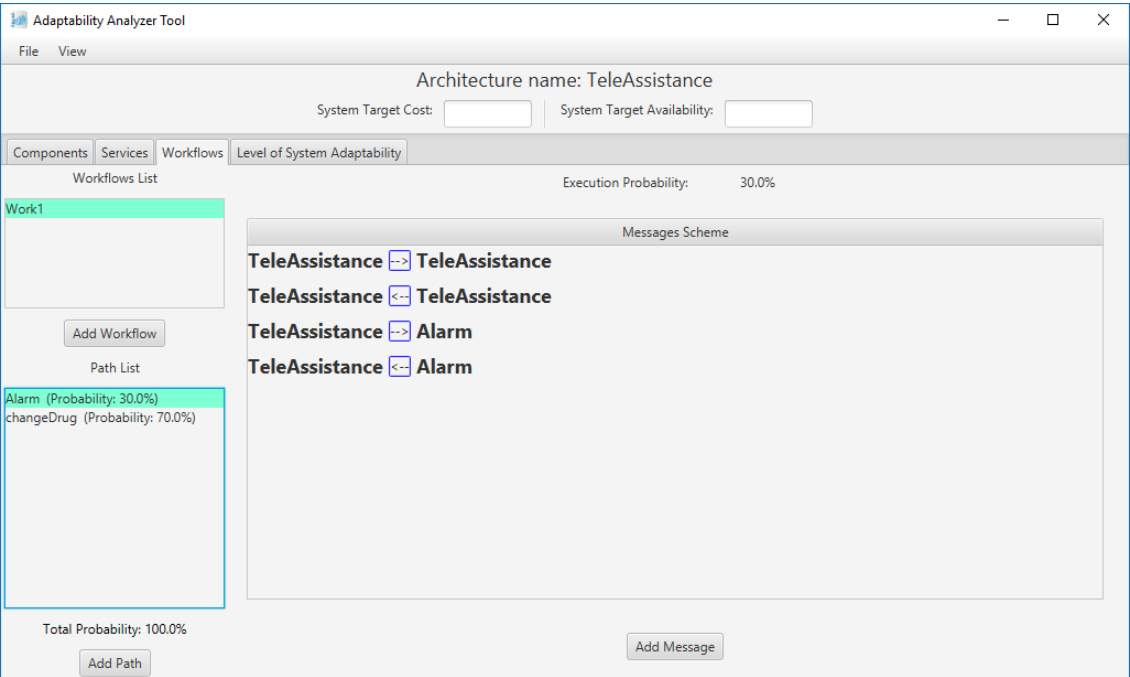 Adaptability Analyzer Tool
File View
Architecture name: TeleAssistance
System Target Cost: System Target Availability:
Components Services Workflows Level of System Adaptability
Workflows List
Execution Probability: 30.0%
Work1
Messages Scheme
TeleAssistance --> TeleAssistance
TeleAssistance <-- TeleAssistance
TeleAssistance --> Alarm
TeleAssistance <-- Alarm
Add Workflow
Path List
Alarm (Probability: 30.0%)
changeDrug (Probability: 70.0%)
Total Probability: 100.0%
Add Path
Add Message